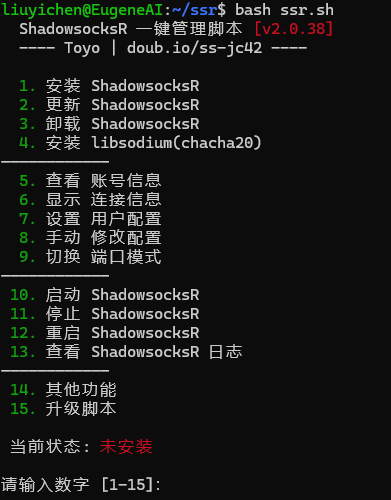 liuyichen@EugeneAI:~/ssr$ bash ssr.sh
ShadowsocksR 一键管理脚本 [v2.0.38]
---- Toyo | doub.io/ss-jc42 ----
1. 安装 ShadowsocksR
2. 更新 ShadowsocksR
3. 卸载 ShadowsocksR
4. 安装 libsodium(chacha20)
————————————
5. 查看 账号信息
6. 显示 连接信息
7. 设置 用户配置
8. 手动 修改配置
9. 切换 端口模式
————————————
10. 启动 ShadowsocksR
11. 停止 ShadowsocksR
12. 重启 ShadowsocksR
13. 查看 ShadowsocksR 日志
————————————
14. 其他功能
15. 升级脚本
当前状态: 未安装
请输入数字 [1-15]: